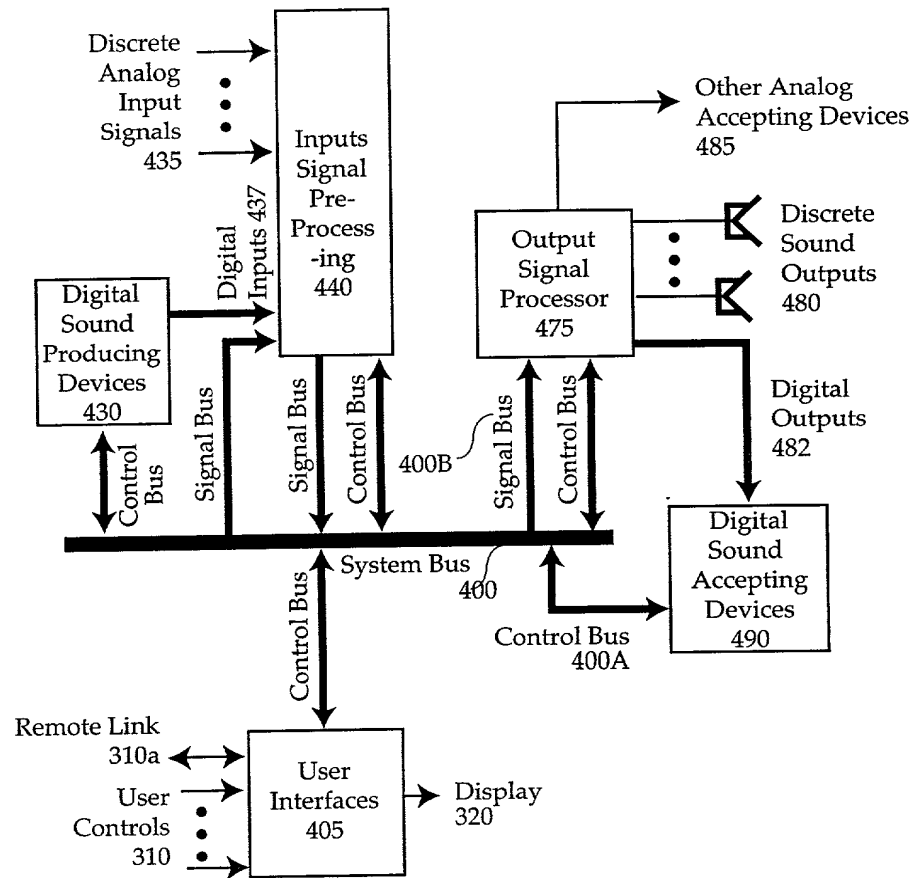 Discrete
Analog
Input
Signals
435
Inputs
Signal
Pre-
Process
-ing
440
Digital
Inputs 437
Other Analog
Accepting Devices
485
Output
Signal
Processor
475
Discrete
Sound
Outputs
480
Digital
Sound
Producing
Devices
430
Control
Bus
Signal Bus
Signal Bus
Control Bus
400B
Signal Bus
Control Bus
Digital
Outputs
482
System Bus
400
Digital
Sound
Accepting
Devices
490
Control Bus
400A
Control Bus
Remote Link
310a
User
Controls
310
User
Interfaces
405
Display
320